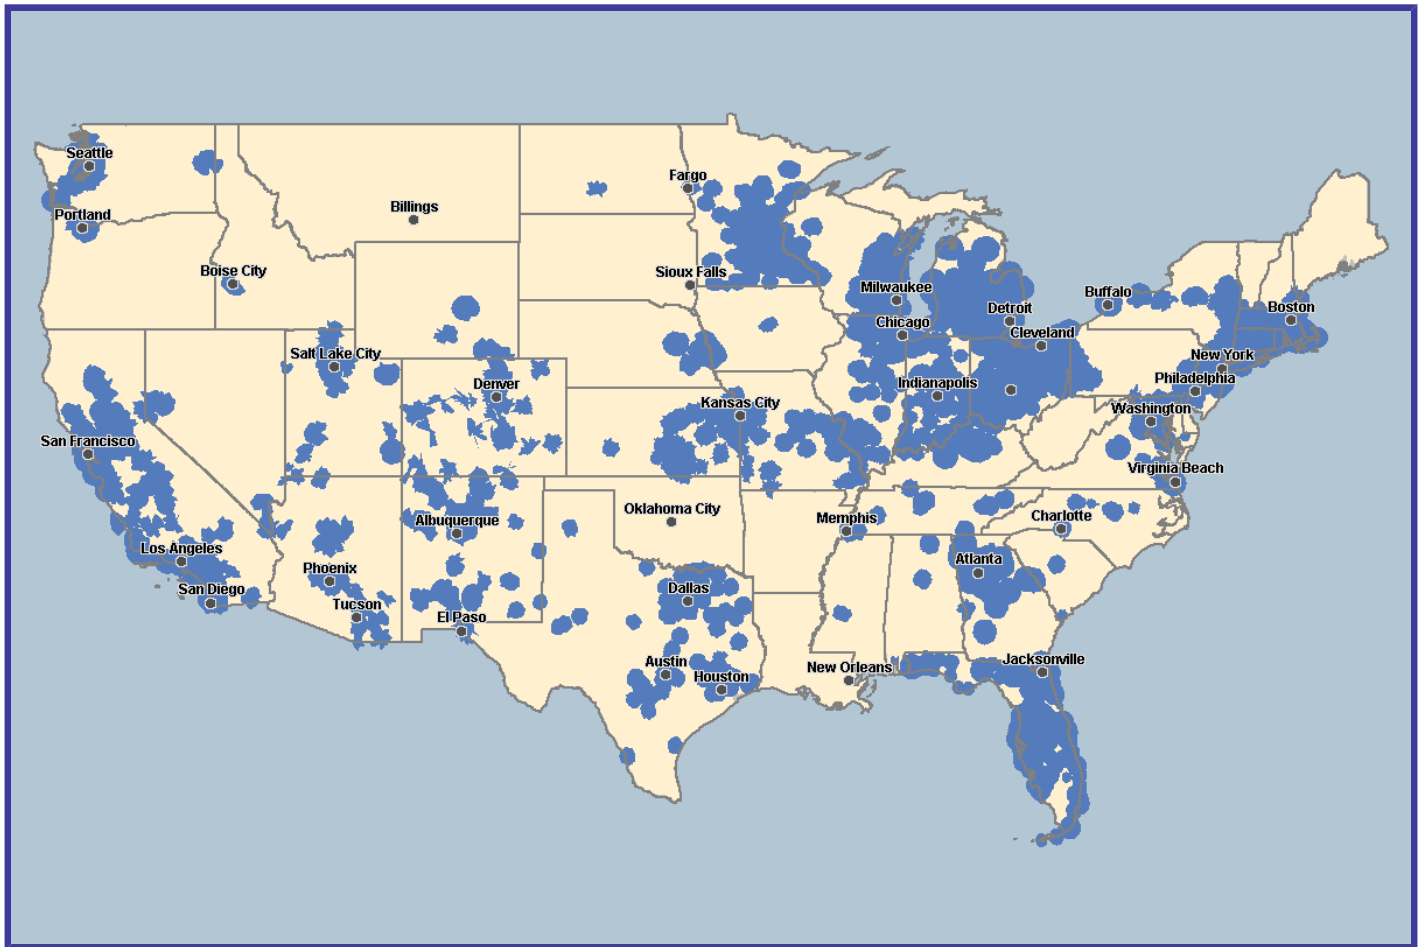 Seattle
Fargo
Portland
Billings
Boise City
Sioux Falls
Milwaukee
Buffalo
Detroit
Boston
Chicago
Cleveland
Salt Lake City
New York
Denver
Indianapolis
Philadelphia
Kansas City
Washington
San Francisco
Virginia Beach
Oklahoma City
Albuquerque
Memphis
Charlotte
Los Angeles
Atlanta
Phoenix
San Diego
Dallas
Tucson
El Paso
Austin
New Orleans
Jacksonville
Houston